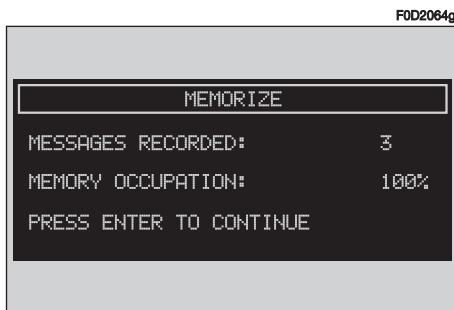 F0D2064g
MEMORIZE
MESSAGES RECORDED: 3
MEMORY OCCUPATION: 100%
PRESS ENTER TO CONTINUE